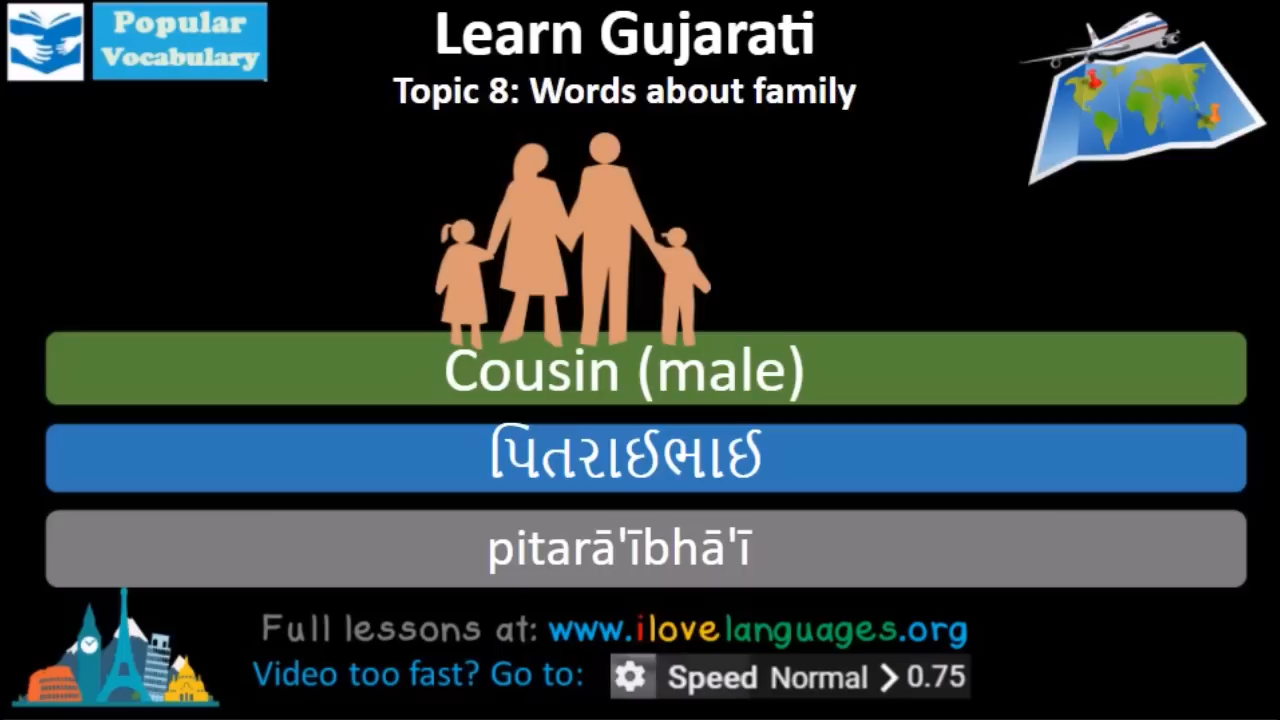 Popular
Vocabulary
Learn Gujarati
Topic 8: Words about family
Cousin (male)
પિતરાઈભાઈ
pitarā'ībhā'ī
Full lessons at: www.ilovelanguages.org
Video too fast? Go to: Speed Normal > 0.75